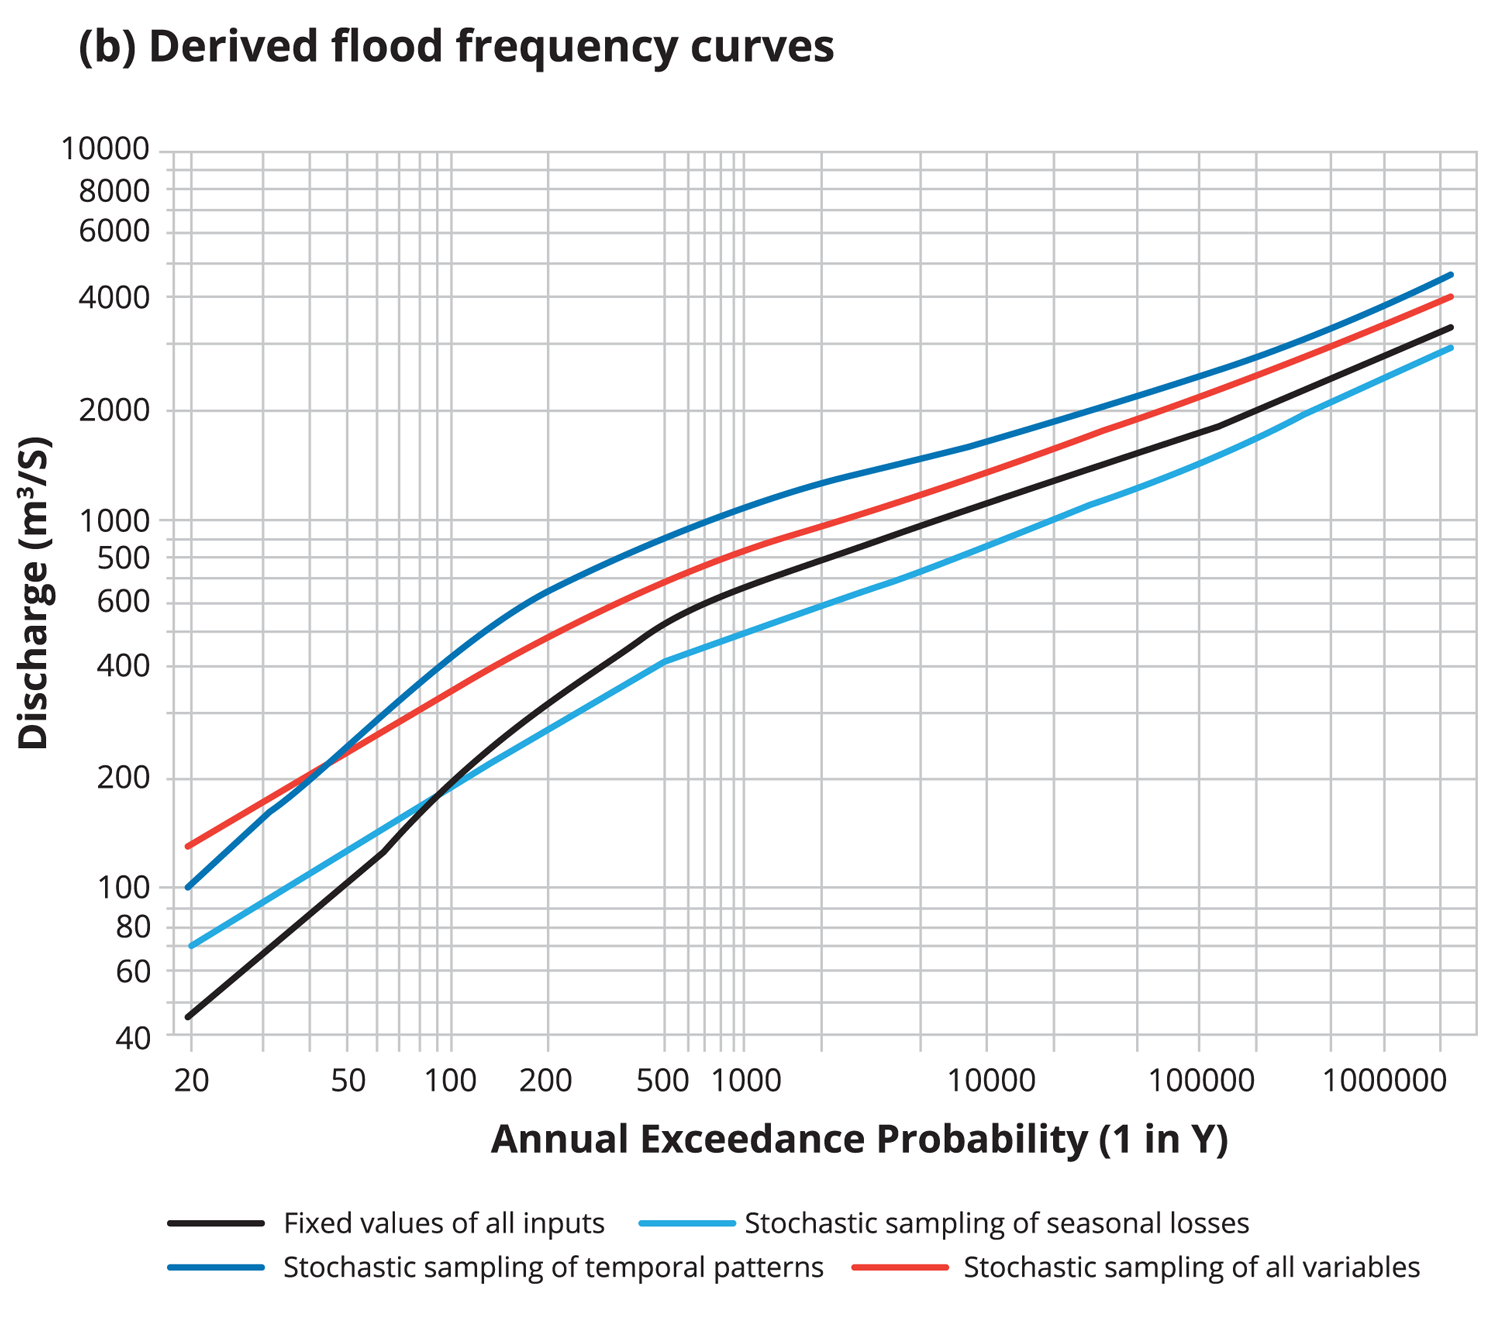 (b) Derived flood frequency curves
10000
8000
6000
4000
2000
1000
500
600
400
200
100
80
60
40
Discharge (m³/S)
20 50 100 200 500 1000 10000 100000 1000000
Annual Exceedance Probability (1 in Y)
Fixed values of all inputs Stochastic sampling of seasonal losses
Stochastic sampling of temporal patterns Stochastic sampling of all variables